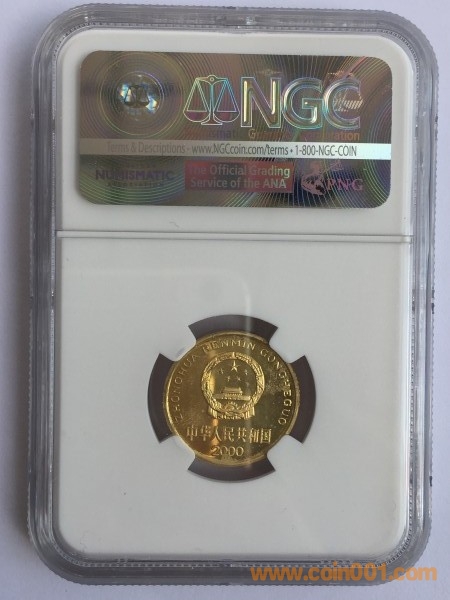 NGC
Terms & Descriptions - www.NGCcoin.com/terms • 1-800-NGC-COIN
NUMISMATIC
The Official Grading
Service of the ANA
PNG
ZHONGHUA RENMIN GONGHEGUO
中华人民共和国
2000
www.coin001.com